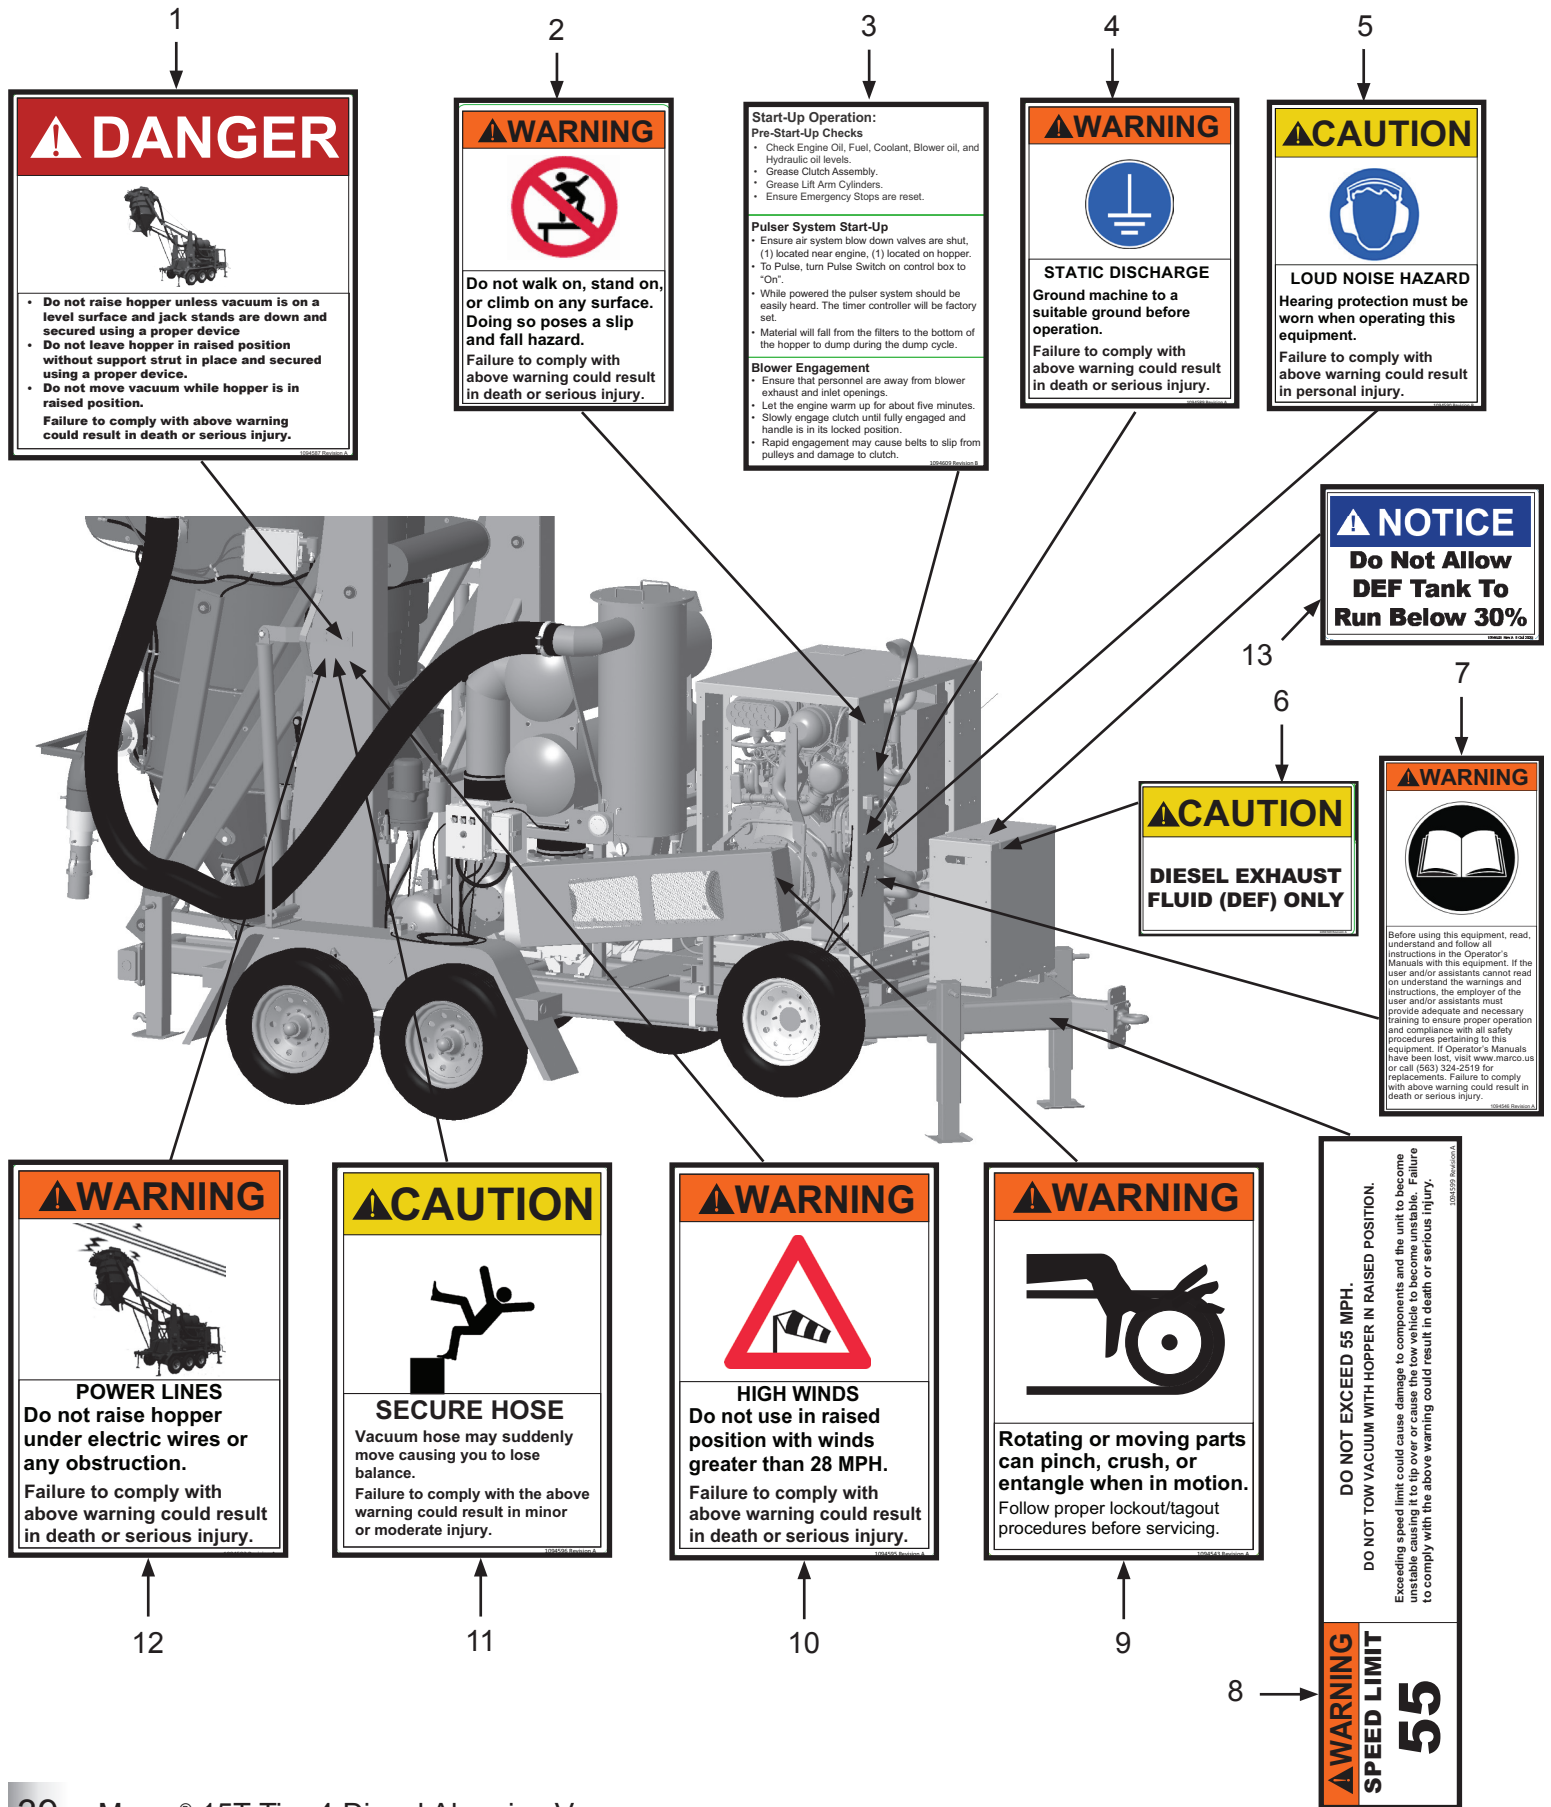 1
DANGER
• Do not raise hopper unless vacuum is on a
level surface and jack stands are down and
secured using a proper device
• Do not leave hopper in raised position
without support strut in place and secured
using a proper device.
• Do not move vacuum while hopper is in
raised position.
Failure to comply with above warning
could result in death or serious injury.
1094587 Revision A
2
WARNING
Do not walk on, stand on,
or climb on any surface.
Doing so poses a slip
and fall hazard.
Failure to comply with
above warning could result
in death or serious injury.
3
Start-Up Operation:
Pre-Start-Up Checks
• Check Engine Oil, Fuel, Coolant, Blower oil, and
Hydraulic oil levels.
• Grease Clutch Assembly.
• Grease Lift Arm Cylinders.
• Ensure Emergency Stops are reset.
Pulser System Start-Up
• Ensure air system blow down valves are shut,
(1) located near engine, (1) located on hopper.
• To Pulse, turn Pulse Switch on control box to
“On”.
• While powered the pulser system should be
easily heard. The timer controller will be factory
set.
• Material will fall from the filters to the bottom of
the hopper to dump during the dump cycle.
Blower Engagement
• Ensure that personnel are away from blower
exhaust and inlet openings.
• Let the engine warm up for about five minutes.
• Slowly engage clutch until fully engaged and
handle is in its locked position.
• Rapid engagement may cause belts to slip from
pulleys and damage to clutch.
1094609 Revision B
4
WARNING
STATIC DISCHARGE
Ground machine to a
suitable ground before
operation.
Failure to comply with
above warning could result
in death or serious injury.
5
CAUTION
LOUD NOISE HAZARD
Hearing protection must be
worn when operating this
equipment.
Failure to comply with
above warning could result
in personal injury.
NOTICE
Do Not Allow
DEF Tank To
Run Below 30%
13
6
CAUTION
DIESEL EXHAUST
FLUID (DEF) ONLY
7
WARNING
Before using this equipment, read,
understand and follow all
instructions in the Operator’s
Manuals with this equipment. If the
user and/or assistants cannot read
on understand the warnings and
instructions, the employer of the
user and/or assistants must
provide adequate and necessary
training to ensure proper operation
and compliance with all safety
procedures pertaining to this
equipment. If Operator’s Manuals
have been lost, visit www.marco.us
or call (563) 324-2519 for
replacements. Failure to comply
with above warning could result in
death or serious injury.
1094546 Revision A
WARNING
POWER LINES
Do not raise hopper
under electric wires or
any obstruction.
Failure to comply with
above warning could result
in death or serious injury.
12
CAUTION
SECURE HOSE
Vacuum hose may suddenly
move causing you to lose
balance.
Failure to comply with the above
warning could result in minor
or moderate injury.
1094596 Revision A
11
WARNING
HIGH WINDS
Do not use in raised
position with winds
greater than 28 MPH.
Failure to comply with
above warning could result
in death or serious injury.
1094595 Revision A
10
WARNING
Rotating or moving parts
can pinch, crush, or
entangle when in motion.
Follow proper lockout/tagout
procedures before servicing.
1094543 Revision A
9
8
WARNING
SPEED LIMIT
55
DO NOT EXCEED 55 MPH.
DO NOT TOW VACUUM WITH HOPPER IN RAISED POSITION.
Exceeding speed limit could cause damage to components and the unit to become
unstable causing it to tip over or cause the tow vehicle to become unstable. Failure
to comply with the above warning could result in death or serious injury.
1094599 Revision A